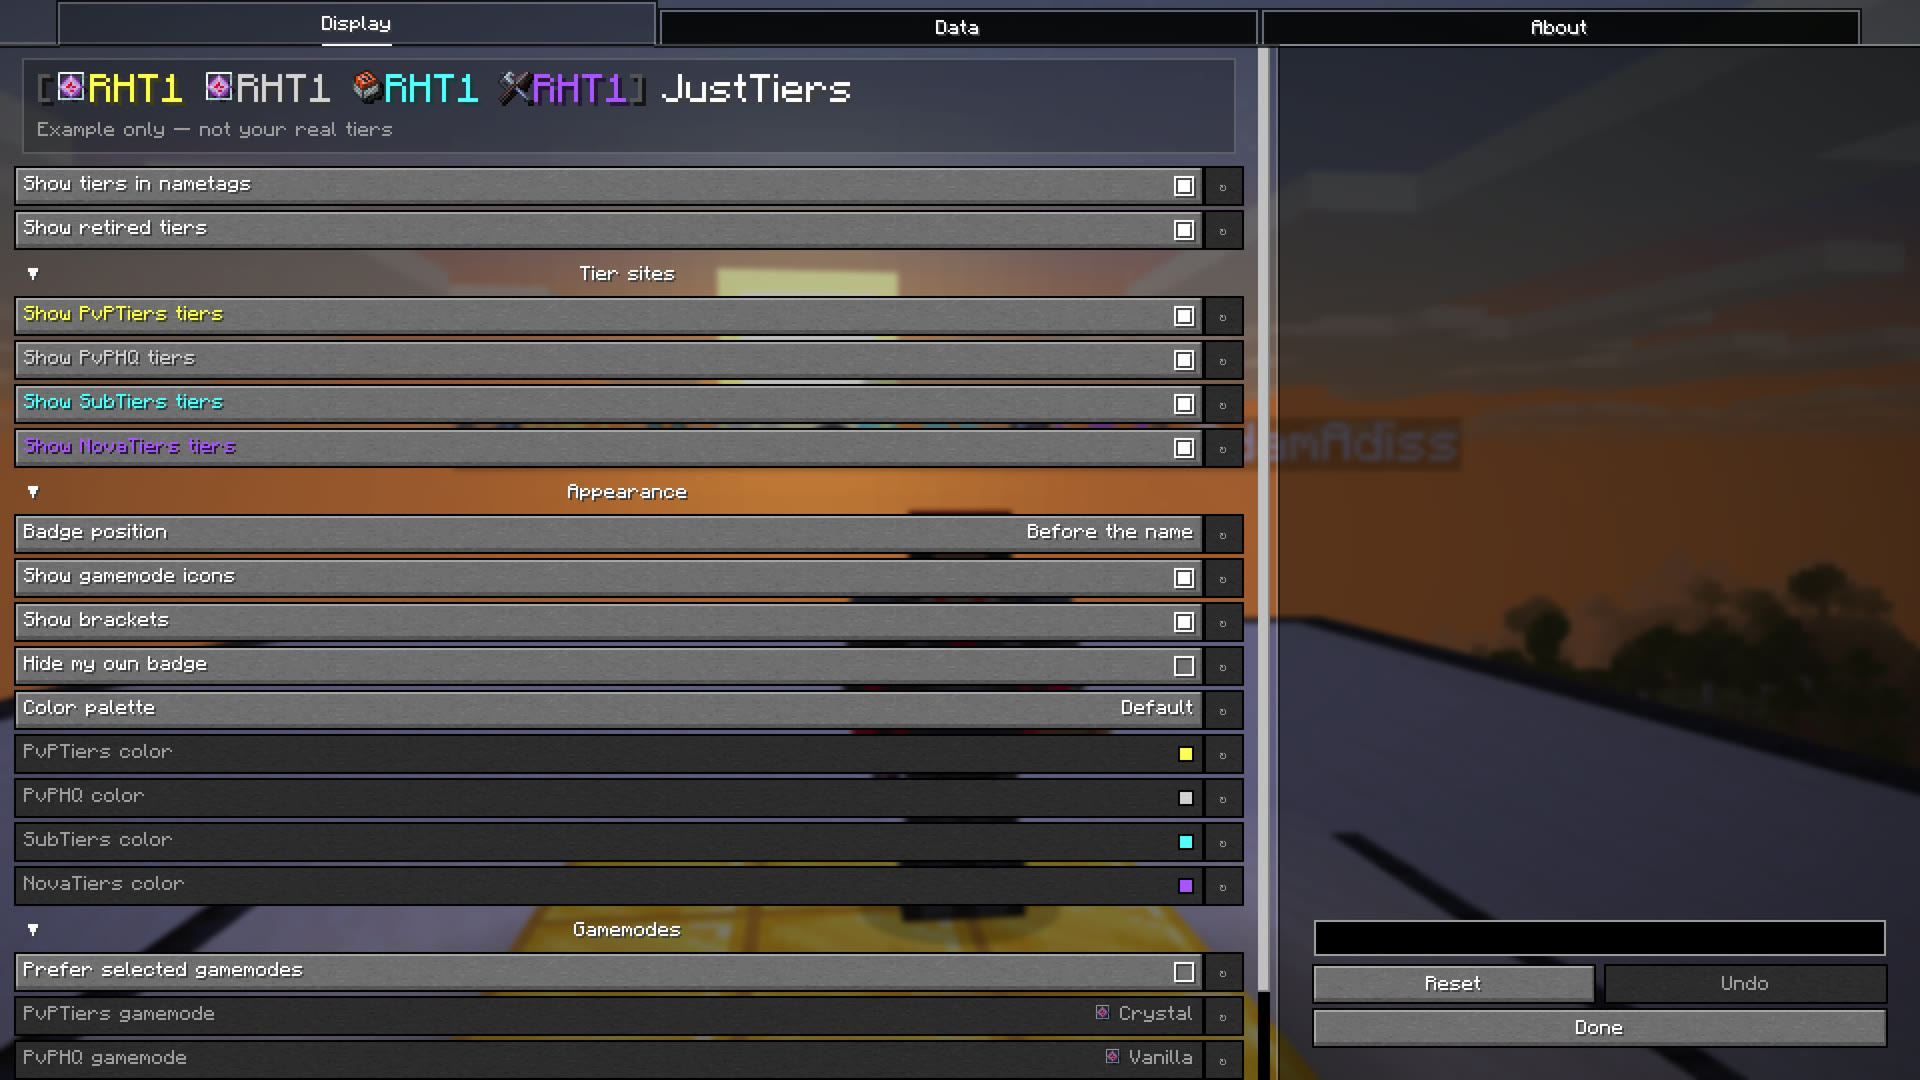 Display
Data
About
[RHT1 RHT1 RHT1 RHT1] JustTiers
Example only — not your real tiers
Show tiers in nametags
Show retired tiers
Tier sites
Show PvPTiers tiers
Show PvPHQ tiers
Show SubTiers tiers
Show NovaTiers tiers
damAdiss
Appearance
Badge position
Before the name
Show gamemode icons
Show brackets
Hide my own badge
Color palette
Default
PvPTiers color
PvPHQ color
SubTiers color
NovaTiers color
Gamemodes
Prefer selected gamemodes
PvPTiers gamemode
Crystal
PvPHQ gamemode
Vanilla
Reset
Undo
Done